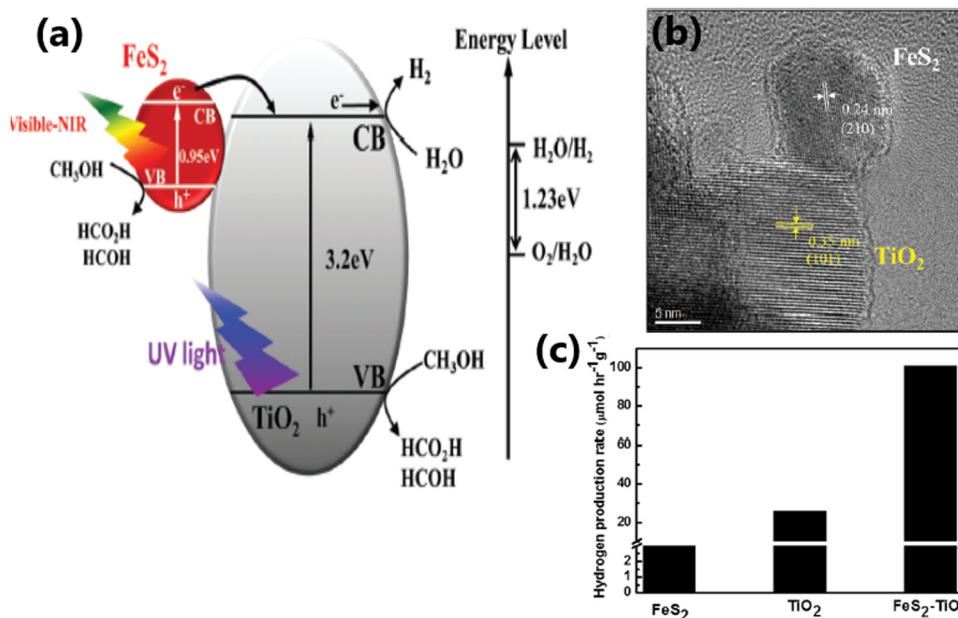 (a)
FeS₂
e⁻
CB
Visible-NIR
0.95eV
CH₃OH
VB
h⁺
HCO₂H
HCOH
H₂
e⁻
CB
H₂O
3.2eV
UV light
VB
TiO₂ h⁺
CH₃OH
HCO₂H
HCOH
Energy Level
H₂O/H₂
1.23eV
O₂/H₂O
(b)
FeS₂
0.24 nm
(210)
0.35 nm
(101)
TiO₂
5 nm
(c)
Hydrogen production rate (μmol hr⁻¹g⁻¹)
100
80
60
40
20
2
1
0
FeS₂
TiO₂
FeS₂-TiO